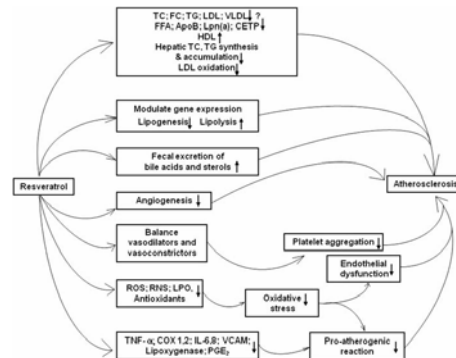 TC; FC; TG; LDL; VLDL↓ ?
FFA; ApoB; Lpn(a); CETP↓
HDL↑
Hepatic TC, TG synthesis
& accumulation↓
LDL oxidation↓
Modulate gene expression
Lipogenesis↓ Lipolysis↑
Fecal excretion of
bile acids and sterols↑
Resveratrol
Atherosclerosis
Angiogenesis↓
Balance
vasodilators and
vasoconstrictors
Platelet aggregation↓
Endothelial
dysfunction↓
ROS; RNS; LPO,
Antioxidants↓
Oxidative
stress↓
TNF-α; COX 1,2; IL-6,8; VCAM;
Lipoxygenase; PGE₂↓
Pro-atherogenic
reaction↓